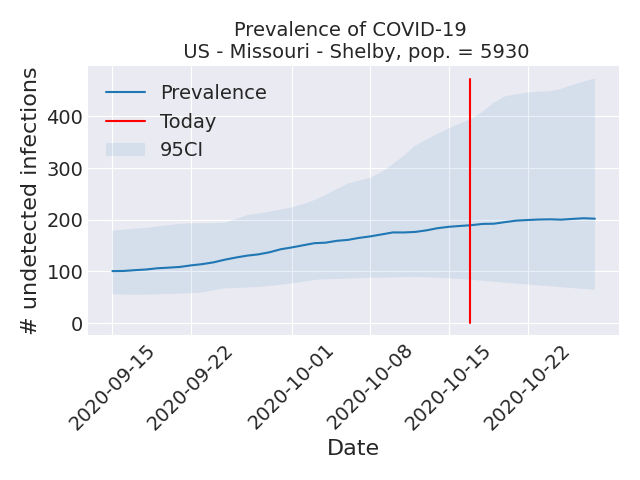 Prevalence of COVID-19
US - Missouri - Shelby, pop. = 5930
# undetected infections
400
300
200
100
0
Prevalence
Today
95CI
2020-09-15
2020-09-22
2020-10-01
2020-10-08
2020-10-15
2020-10-22
Date